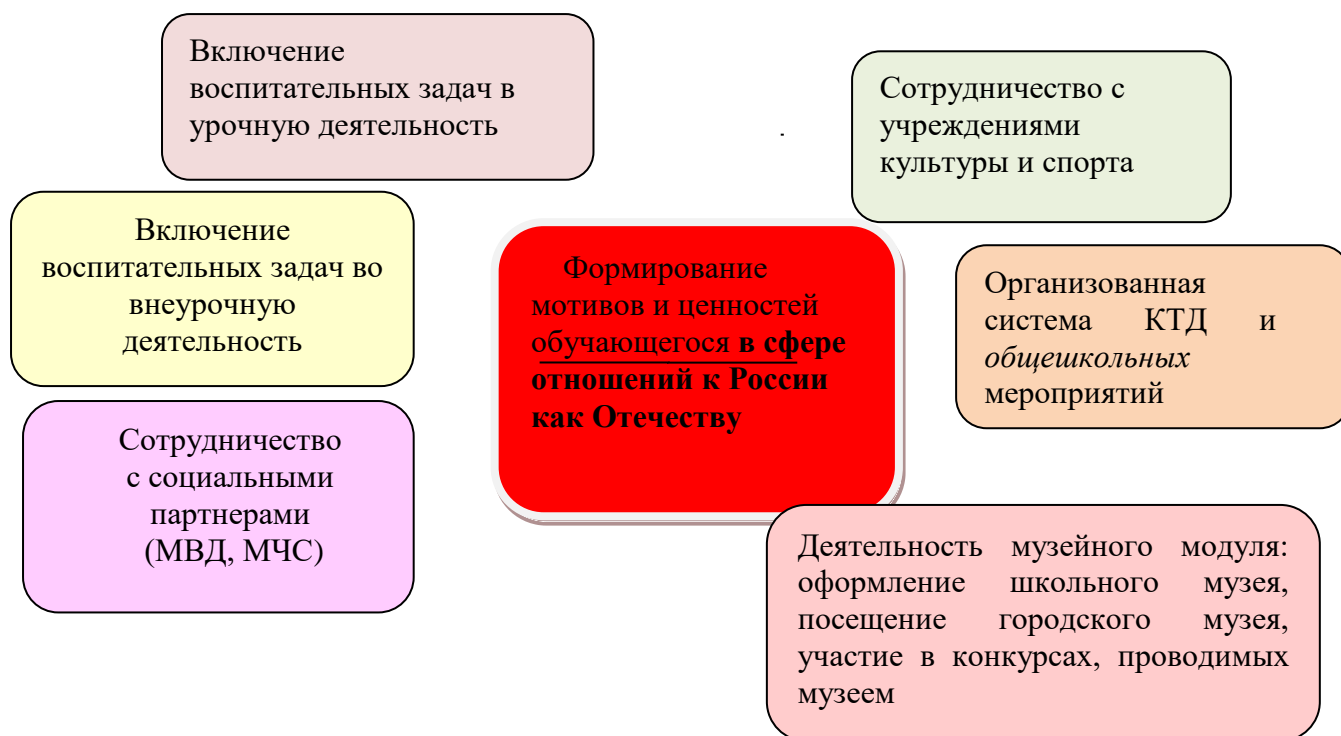 Включение
воспитательных задач в
урочную деятельность
Сотрудничество с
учреждениями
культуры и спорта
Включение
воспитательных задач во
внеурочную
деятельность
Формирование
мотивов и ценностей
обучающегося в сфере
отношений к России
как Отечеству
Организованная
система КТД и
общешкольных
мероприятий
Сотрудничество
с социальными
партнерами
(МВД, МЧС)
Деятельность музейного модуля:
оформление школьного музея,
посещение городского музея,
участие в конкурсах, проводимых
музеем